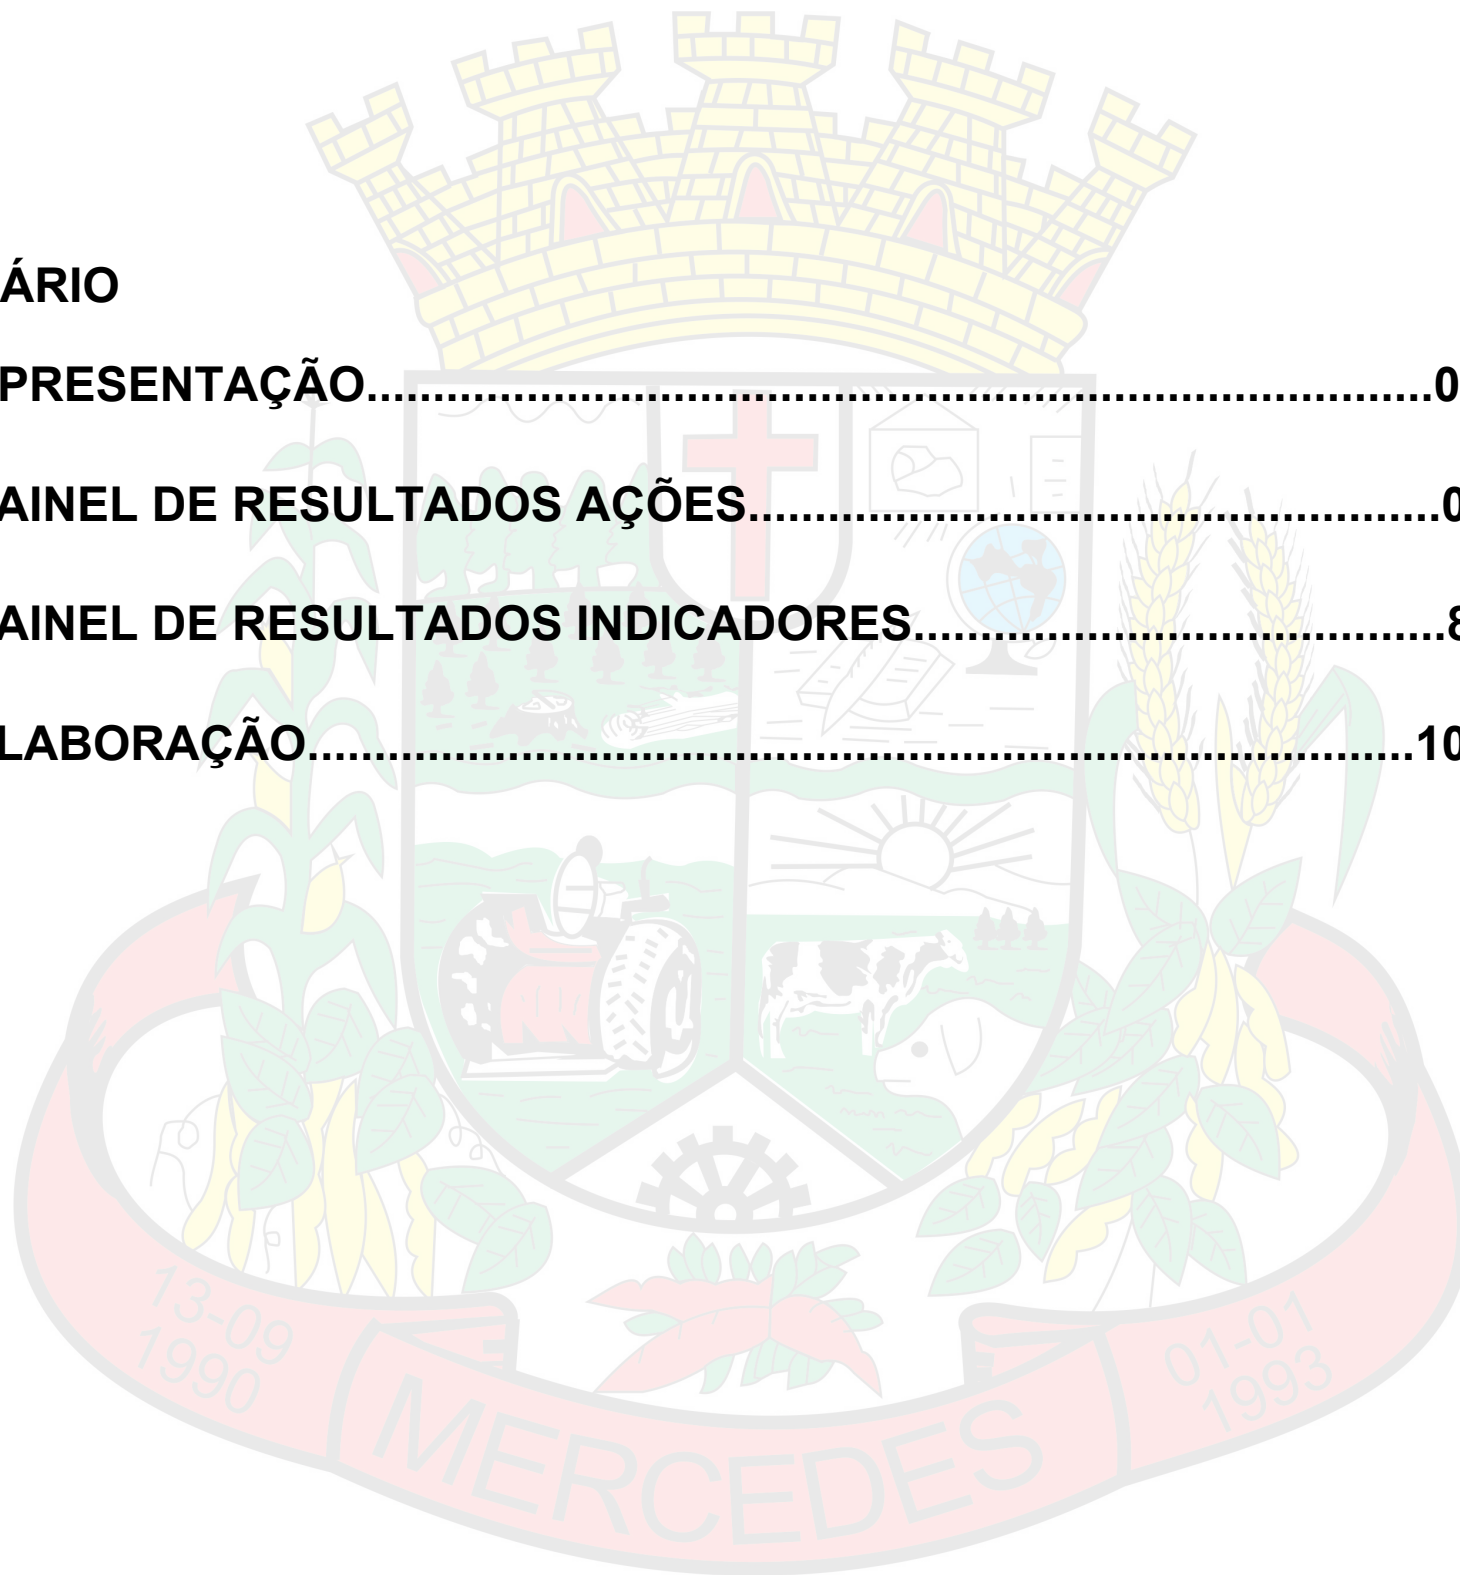 ÁRIO
PRESENTAÇÃO................................................................................0
AINEL DE RESULTADOS AÇÕES....................................................0
AINEL DE RESULTADOS INDICADORES........................................8
LABORAÇÃO...................................................................................10
13-09
1990
01-01
1993
MERCEDES